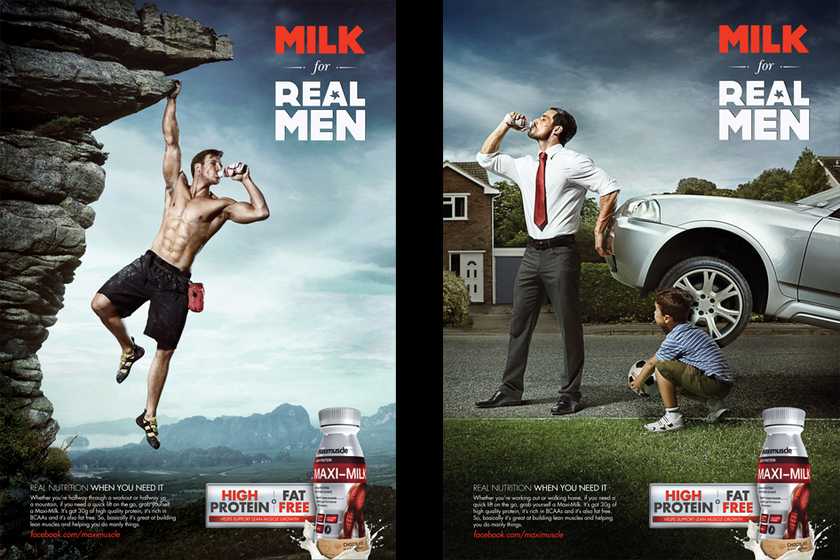 MILK
for
REAL
MEN
REAL NUTRITION WHEN YOU NEED IT
Whether you're halfway through a workout or halfway up
a mountain, if you need a quick lift on the go, grab yourself
a Maxi-Milk. It's got 30g of high quality protein, it's rich in
BCAAs and it's also fat free. So, basically it's great at building
lean muscles and helping you do manly things.
facebook.com/maximuscle
HIGH PROTEIN
FAT FREE
HELPS SUPPORT LEAN MUSCLE GROWTH
maximuscle
MAXI-MILK
CHOCOLATE
MILK
for
REAL
MEN
REAL NUTRITION WHEN YOU NEED IT
Whether you're working out or walking home, if you need a
quick lift on the go, grab yourself a Maxi-Milk. It's got 30g of
high quality protein, it's rich in BCAAs and it's also fat free.
So, basically it's great at building lean muscles and helping
you do manly things.
facebook.com/maximuscle
HIGH PROTEIN
FAT FREE
HELPS SUPPORT LEAN MUSCLE GROWTH
maximuscle
MAXI-MILK
CHOCOLATE